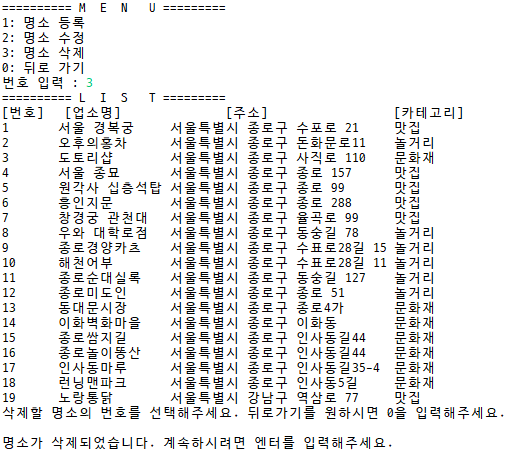 ========== M E N U =========
1: 명소 등록
2: 명소 수정
3: 명소 삭제
0: 뒤로 가기
번호 입력 : 3
========== L I S T =========
[번호] [업소명] [주소] [카테고리]
1 서울 경복궁 서울특별시 종로구 수포로 21 맛집
2 오후의홍차 서울특별시 종로구 돈화문로11 놀거리
3 도토리샵 서울특별시 종로구 사직로 110 문화재
4 서울 종묘 서울특별시 종로구 종로 157 맛집
5 원각사 십층석탑 서울특별시 종로구 종로 99 맛집
6 흥인지문 서울특별시 종로구 종로 288 맛집
7 창경궁 관천대 서울특별시 종로구 율곡로 99 맛집
8 우와 대학로점 서울특별시 종로구 동숭길 78 놀거리
9 종로경양카츠 서울특별시 종로구 수표로28길 15 놀거리
10 해천어부 서울특별시 종로구 수표로28길 11 놀거리
11 종로순대실록 서울특별시 종로구 동숭길 127 놀거리
12 종로미도인 서울특별시 종로구 종로 51 놀거리
13 동대문시장 서울특별시 종로구 종로4가 문화재
14 이화벽화마을 서울특별시 종로구 이화동 문화재
15 종로쌈지길 서울특별시 종로구 인사동길44 문화재
16 종로놀이똥산 서울특별시 종로구 인사동길44 문화재
17 인사동마루 서울특별시 종로구 인사동길35-4 문화재
18 런닝맨파크 서울특별시 종로구 인사동5길 문화재
19 노랑통닭 서울특별시 강남구 역삼로 77 맛집
삭제할 명소의 번호를 선택해주세요. 뒤로가기를 원하시면 0을 입력해주세요.
명소가 삭제되었습니다. 계속하시려면 엔터를 입력해주세요.